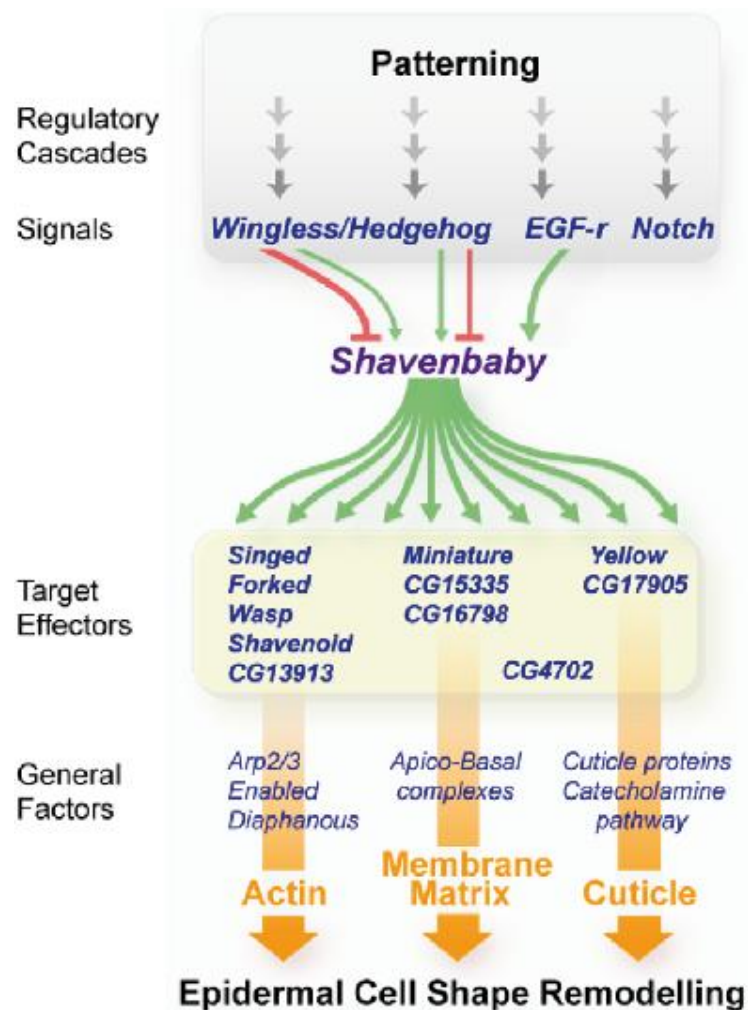 Patterning
Regulatory
Cascades
Signals
Wingless/Hedgehog EGF-r Notch
Shavenbaby
Target
Effectors
Singed
Forked
Wasp
Shavenoid
CG13913
Miniature
CG15335
CG16798
Yellow
CG17905
CG4702
General
Factors
Arp2/3
Enabled
Diaphanous
Apico-Basal
complexes
Cuticle proteins
Catecholamine
pathway
Actin
Membrane
Matrix
Cuticle
Epidermal Cell Shape Remodelling